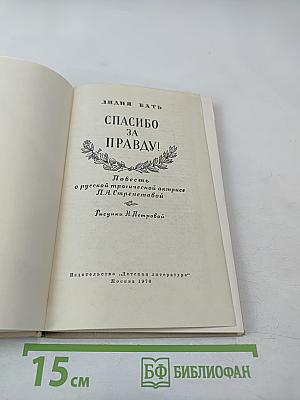 ЛИДИЯ БАТЬ
СПАСИБО
ЗА
ПРАВДУ!
Повесть
о русской трагической актрисе
П.А.Стрепетовой
Рисунки И.Петровой
Издательство „Детская литература"
Москва 1970
15 см
БФ БИБЛИОФАН